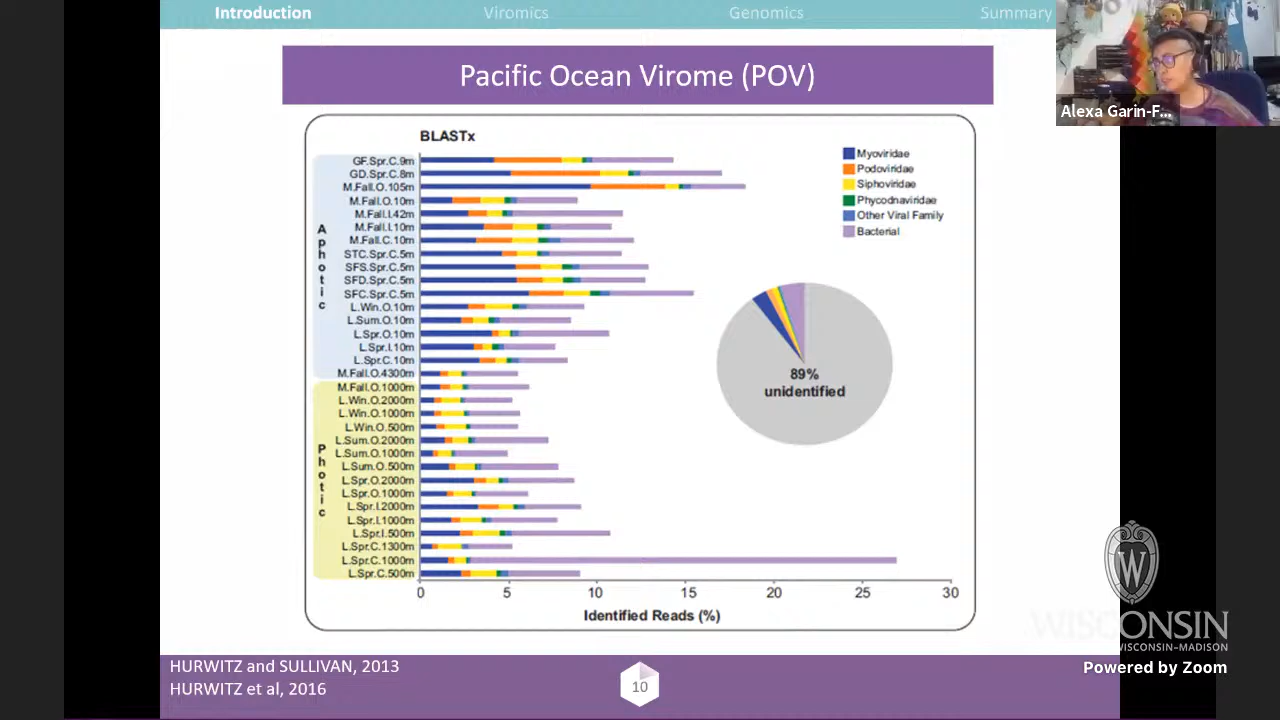 Introduction
Viromics
Genomics
Summary
Alexa Garin-F...
Pacific Ocean Virome (POV)
BLASTx
Aphotic
GF.Spr.C.9m
GD.Spr.C.8m
M.Fall.O.105m
M.Fall.O.10m
M.Fall.I.42m
M.Fall.I.10m
M.Fall.C.10m
STC.Spr.C.5m
SFS.Spr.C.5m
SFD.Spr.C.5m
SFC.Spr.C.5m
L.Win.O.10m
L.Sum.O.10m
L.Spr.O.10m
L.Spr.I.10m
L.Spr.C.10m
M.Fall.O.4300m
Photic
M.Fall.O.1000m
L.Win.O.2000m
L.Win.O.1000m
L.Win.O.500m
L.Sum.O.2000m
L.Sum.O.1000m
L.Sum.O.500m
L.Spr.O.2000m
L.Spr.O.1000m
L.Spr.I.2000m
L.Spr.I.1000m
L.Spr.I.500m
L.Spr.C.1300m
L.Spr.C.1000m
L.Spr.C.500m
0 5 10 15 20 25 30
Identified Reads (%)
Myoviridae
Podoviridae
Siphoviridae
Phycodnaviridae
Other Viral Family
Bacterial
89%
unidentified
HURWITZ and SULLIVAN, 2013
HURWITZ et al, 2016
10
W
WISCONSIN
WISCONSIN-MADISON
Powered by Zoom